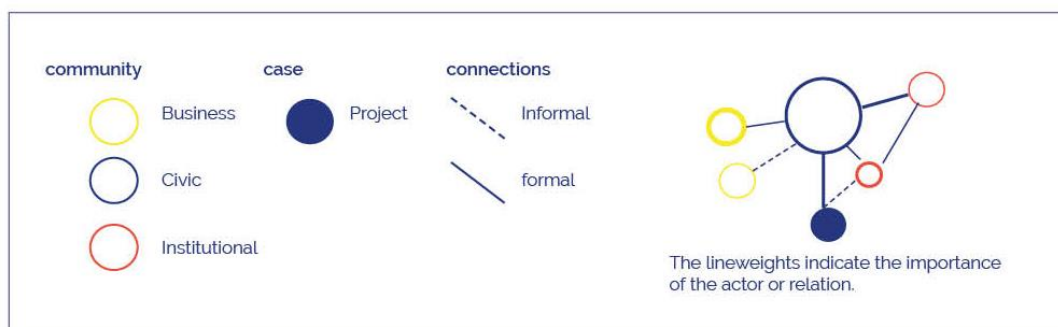 community
Business
Civic
Institutional
case
Project
connections
Informal
formal
The lineweights indicate the importance
of the actor or relation.